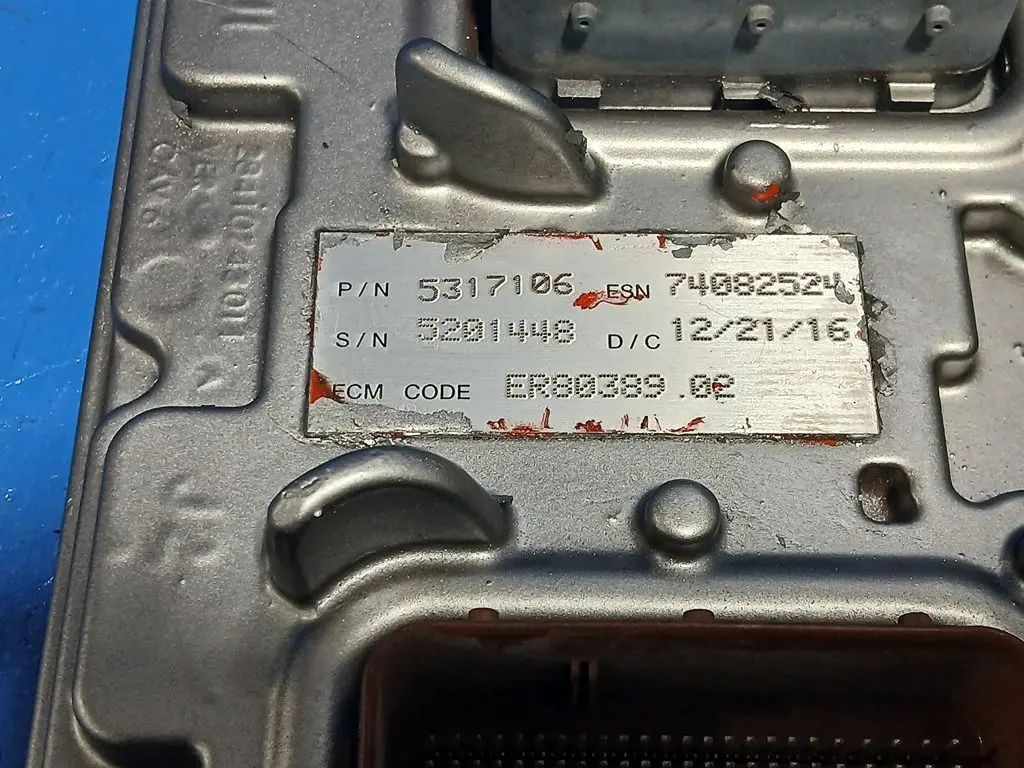 P/N 5317106 ESN 74082524
S/N 5201448 D/C 12/21/16
ECM CODE ER80389.02